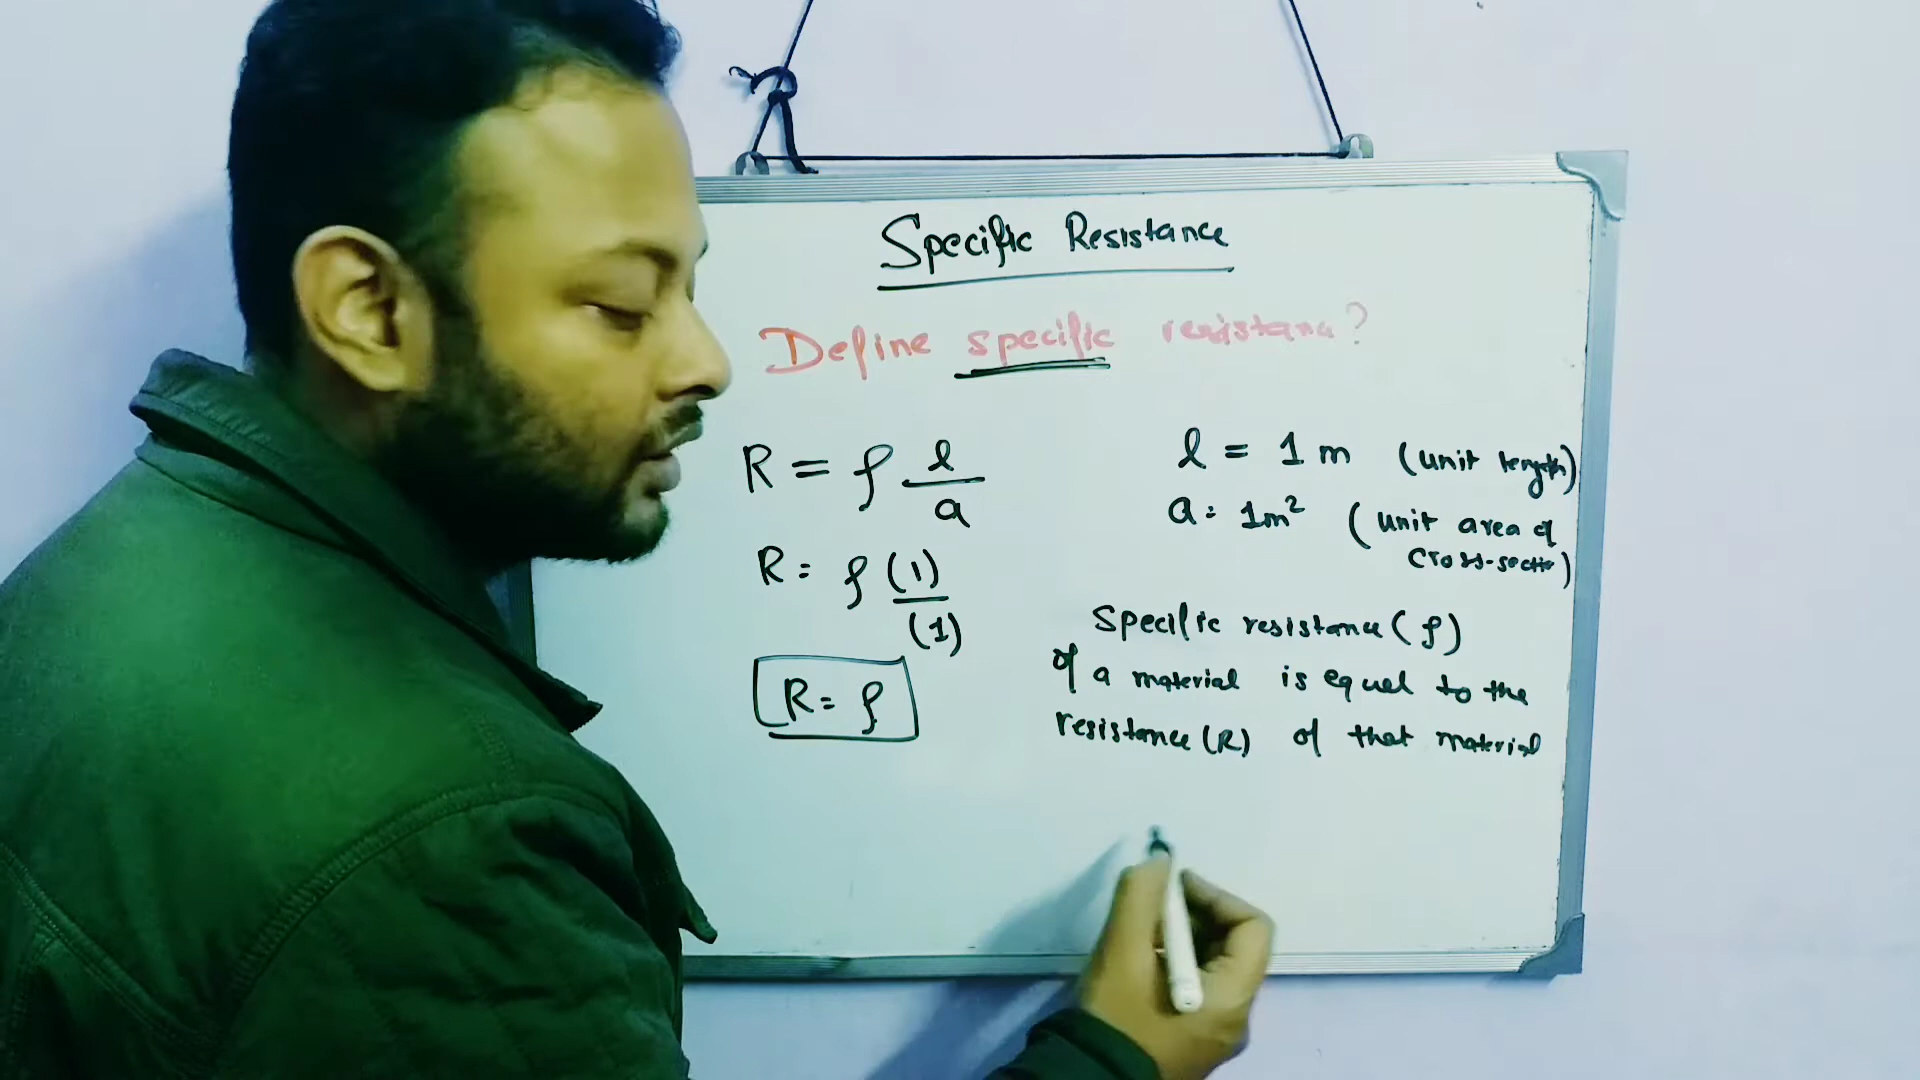 Specific Resistance
Define specific resistance?
R = ρ l/a
l = 1 m (unit length)
a = 1m² (unit area of
cross-section)
R = ρ (1)/(1)
R = ρ
Specific resistance (ρ)
of a material is equal to the
resistance (R) of that material